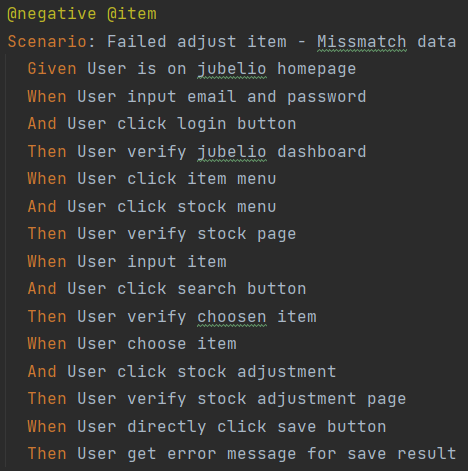 @negative @item
Scenario: Failed adjust item - Missmatch data
Given User is on jubelio homepage
When User input email and password
And User click login button
Then User verify jubelio dashboard
When User click item menu
And User click stock menu
Then User verify stock page
When User input item
And User click search button
Then User verify choosen item
When User choose item
And User click stock adjustment
Then User verify stock adjustment page
When User directly click save button
Then User get error message for save result